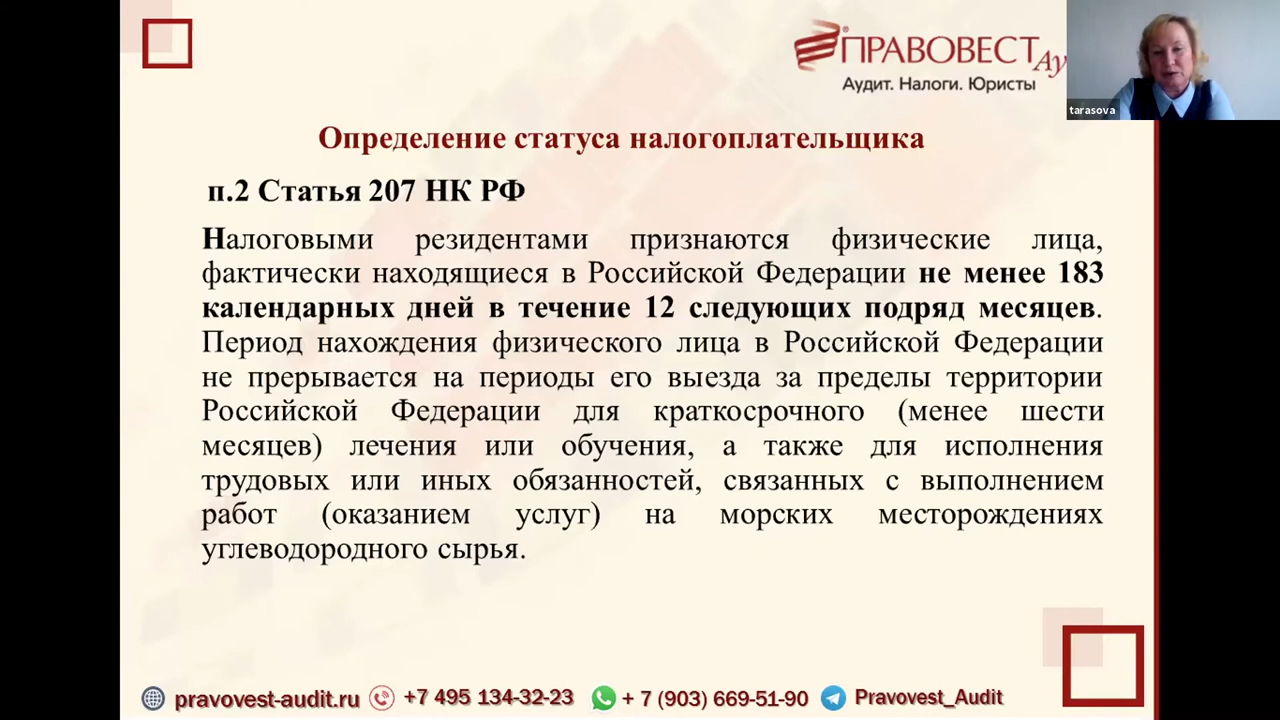 ПРАВОВЕСТ Ау
Аудит. Налоги. Юристы
tarasova
Определение статуса налогоплательщика
п.2 Статья 207 НК РФ
Налоговыми резидентами признаются физические лица,
фактически находящиеся в Российской Федерации не менее 183
календарных дней в течение 12 следующих подряд месяцев.
Период нахождения физического лица в Российской Федерации
не прерывается на периоды его выезда за пределы территории
Российской Федерации для краткосрочного (менее шести
месяцев) лечения или обучения, а также для исполнения
трудовых или иных обязанностей, связанных с выполнением
работ (оказанием услуг) на морских месторождениях
углеводородного сырья.
pravovest-audit.ru +7 495 134-32-23 + 7 (903) 669-51-90 Pravovest_Audit